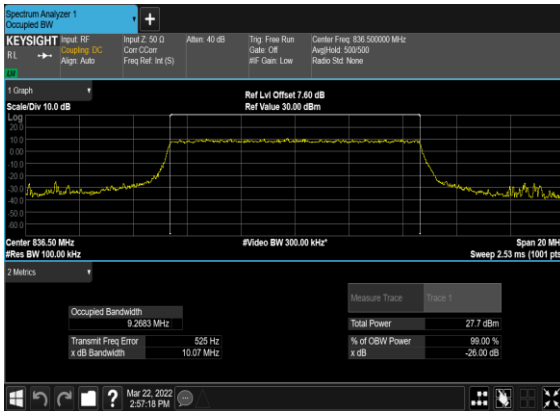 Spectrum Analyzer 1
Occupied BW
+
KEYSIGHT
RL
Input: RF
Coupling: DC
Align: Auto
Input Z: 50 Ω
Corr CCorr
Freq Ref: Int (S)
Atten: 40 dB
Trig: Free Run
Gate: Off
#IF Gain: Low
Center Freq: 836.500000 MHz
Avg|Hold: 500/500
Radio Std: None
1 Graph
Scale/Div 10.0 dB
Ref Lvl Offset 7.60 dB
Ref Value 30.00 dBm
Log
20.0
10.0
0.00
-10.0
-20.0
-30.0
-40.0
-50.0
-60.0
Center 836.50 MHz
#Res BW 100.00 kHz
#Video BW 300.00 kHz*
Span 20 MH
Sweep 2.53 ms (1001 pts
2 Metrics
Measure Trace
Trace 1
Occupied Bandwidth
9.2683 MHz
Total Power
27.7 dBm
Transmit Freq Error
525 Hz
% of OBW Power
99.00 %
x dB Bandwidth
10.07 MHz
x dB
-26.00 dB
?
Mar 22, 2022
2:57:18 PM